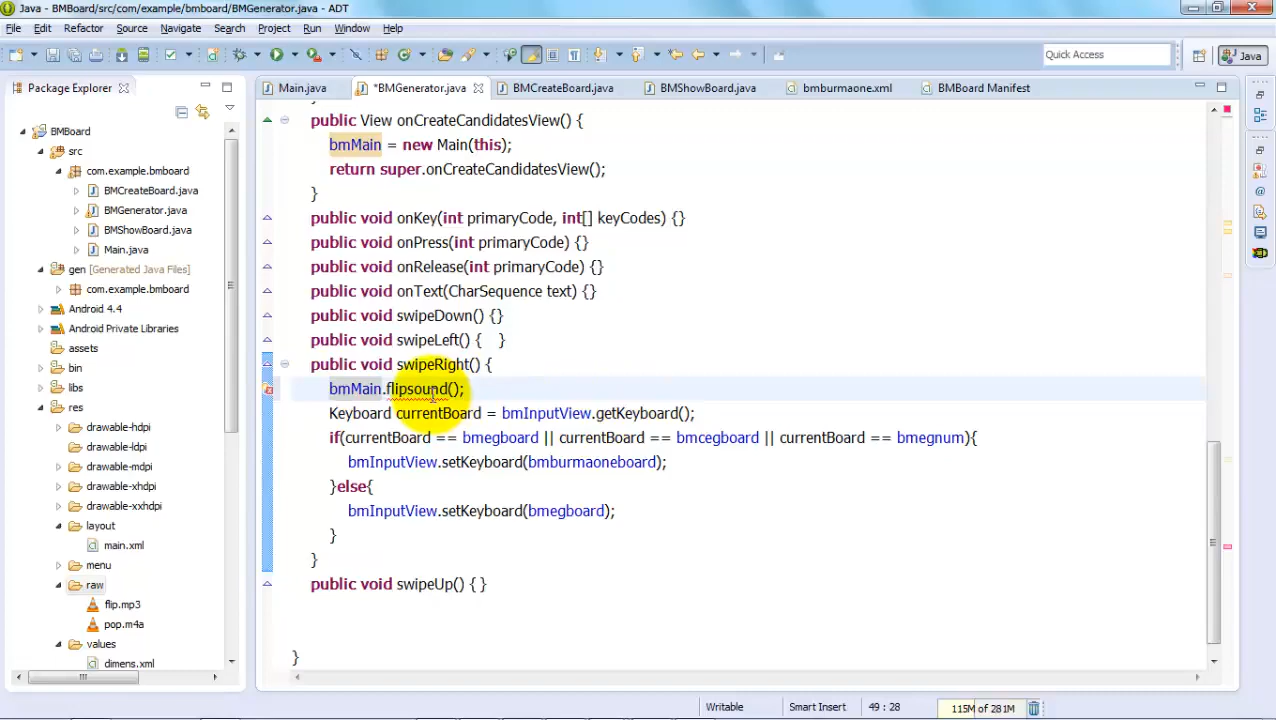 Java - BMBoard/src/com/example/bmboard/BMGenerator.java - ADT
File Edit Refactor Source Navigate Search Project Run Window Help
Quick Access Java
Package Explorer Main.java *BMGenerator.java BMCreateBoard.java BMShowBoard.java bmburmaone.xml BMBoard Manifest
BMBoard
src
com.example.bmboard
BMCreateBoard.java
BMGenerator.java
BMShowBoard.java
Main.java
gen [Generated Java Files]
com.example.bmboard
Android 4.4
Android Private Libraries
assets
bin
libs
res
drawable-hdpi
drawable-ldpi
drawable-mdpi
drawable-xhdpi
drawable-xxhdpi
layout
main.xml
menu
raw
flip.mp3
pop.m4a
values
dimens.xml
public View onCreateCandidatesView() {
bmMain = new Main(this);
return super.onCreateCandidatesView();
}
public void onKey(int primaryCode, int[] keyCodes) {}
public void onPress(int primaryCode) {}
public void onRelease(int primaryCode) {}
public void onText(CharSequence text) {}
public void swipeDown() {}
public void swipeLeft() { }
public void swipeRight() {
bmMain.flipsound();
Keyboard currentBoard = bmInputView.getKeyboard();
if(currentBoard == bmegboard || currentBoard == bmcegboard || currentBoard == bmegnum){
bmInputView.setKeyboard(bmburmaoneboard);
}else{
bmInputView.setKeyboard(bmegboard);
}
}
public void swipeUp() { }
}
Writable Smart Insert 49 : 28 115M of 281M